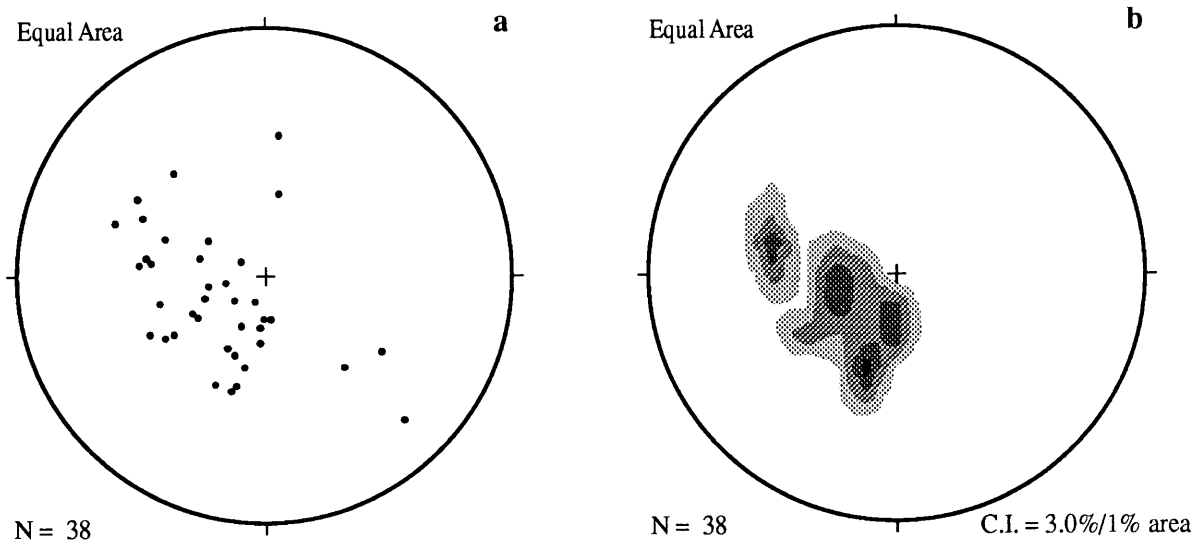 Equal Area
a
N = 38
Equal Area
b
N = 38
C.I. = 3.0%/1% area